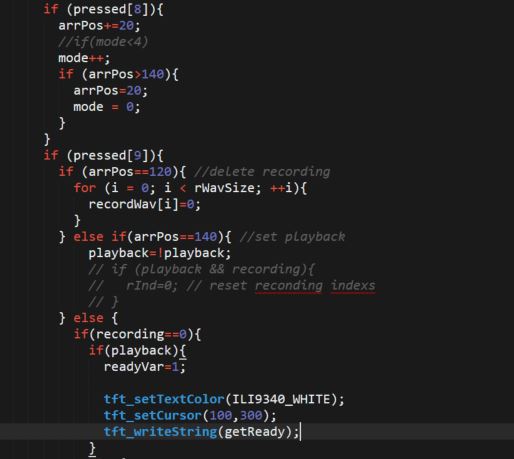 if (pressed[8]){
arrPos+=20;
//if(mode<4)
mode++;
if (arrPos>140){
arrPos=20;
mode = 0;
}
}
if (pressed[9]){
if (arrPos==120){ //delete recording
for (i = 0; i < rWavSize; ++i){
recordWav[i]=0;
}
} else if(arrPos==140){ //set playback
playback=!playback;
// if (playback && recording){
//   rInd=0; // reset reconding indexs
// }
} else {
if(recording==0){
if(playback){
readyVar=1;
tft_setTextColor(ILI9340_WHITE);
tft_setCursor(100,300);
tft_writeString(getReady);
}